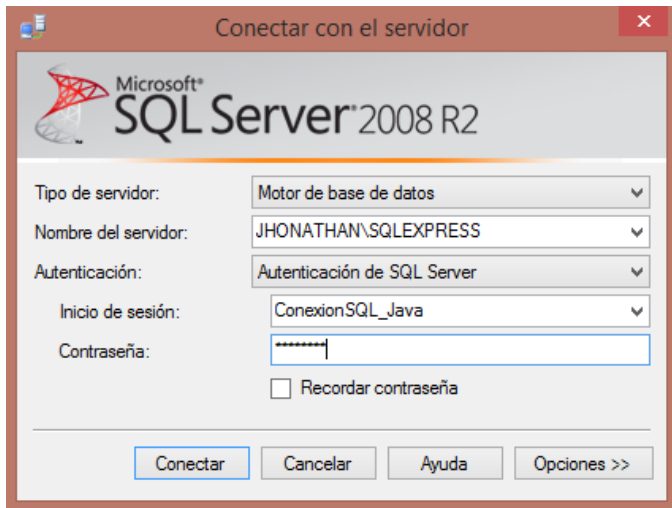 Conectar con el servidor
Microsoft®
SQL Server® 2008 R2
Tipo de servidor: Motor de base de datos
Nombre del servidor: JHONATHAN\SQLEXPRESS
Autenticación: Autenticación de SQL Server
Inicio de sesión: ConexionSQL_Java
Contraseña: ********
Recordar contraseña
Conectar Cancelar Ayuda Opciones >>